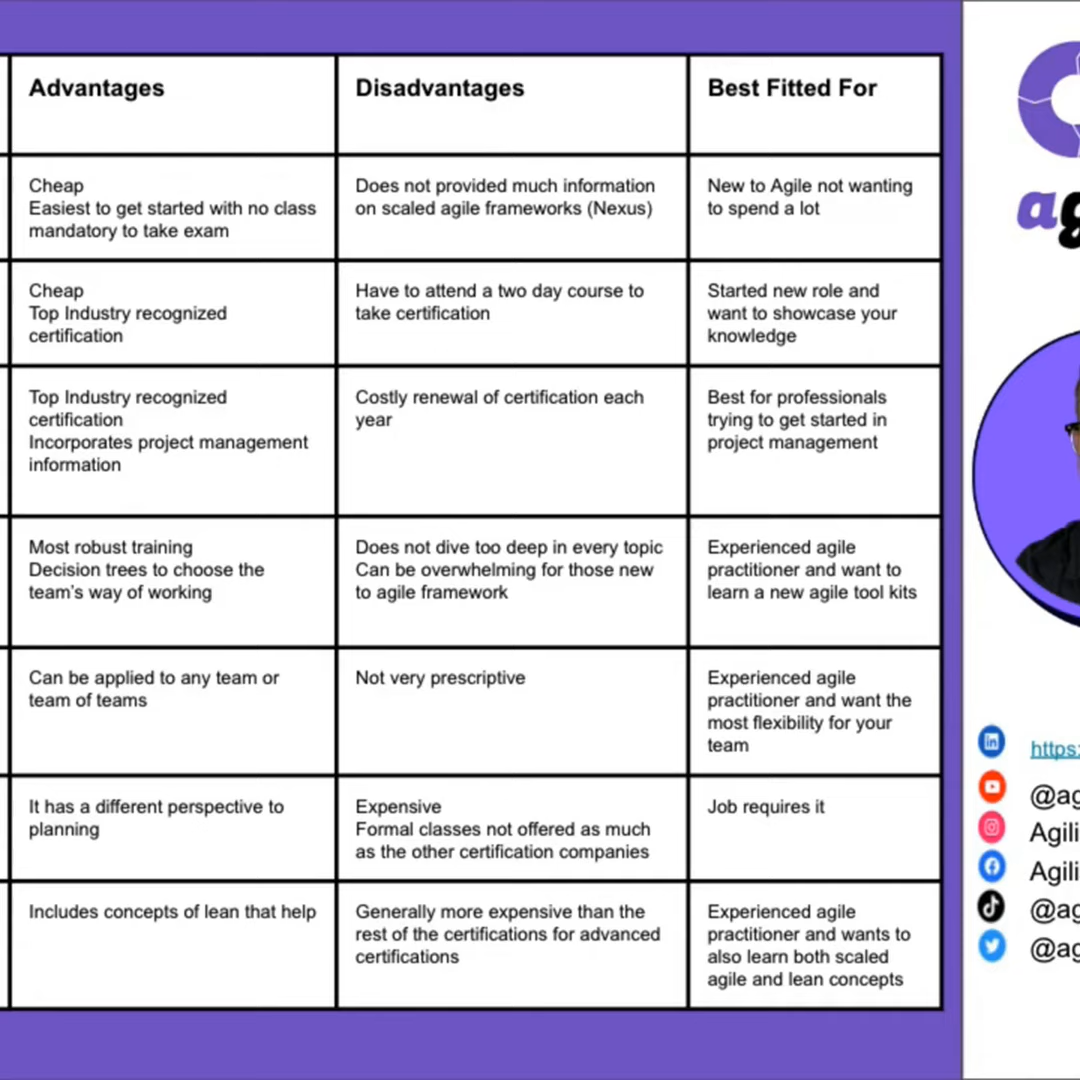 Advantages
Disadvantages
Best Fitted For
Cheap
Easiest to get started with no class
mandatory to take exam
Does not provided much information
on scaled agile frameworks (Nexus)
New to Agile not wanting
to spend a lot
Cheap
Top Industry recognized
certification
Have to attend a two day course to
take certification
Started new role and
want to showcase your
knowledge
Top Industry recognized
certification
Incorporates project management
information
Costly renewal of certification each
year
Best for professionals
trying to get started in
project management
Most robust training
Decision trees to choose the
team's way of working
Does not dive too deep in every topic
Can be overwhelming for those new
to agile framework
Experienced agile
practitioner and want to
learn a new agile tool kits
Can be applied to any team or
team of teams
Not very prescriptive
Experienced agile
practitioner and want the
most flexibility for your
team
It has a different perspective to
planning
Expensive
Formal classes not offered as much
as the other certification companies
Job requires it
Includes concepts of lean that help
Generally more expensive than the
rest of the certifications for advanced
certifications
Experienced agile
practitioner and wants to
also learn both scaled
agile and lean concepts
ag
https:
@ag
Agili
Agili
@ag
@ag